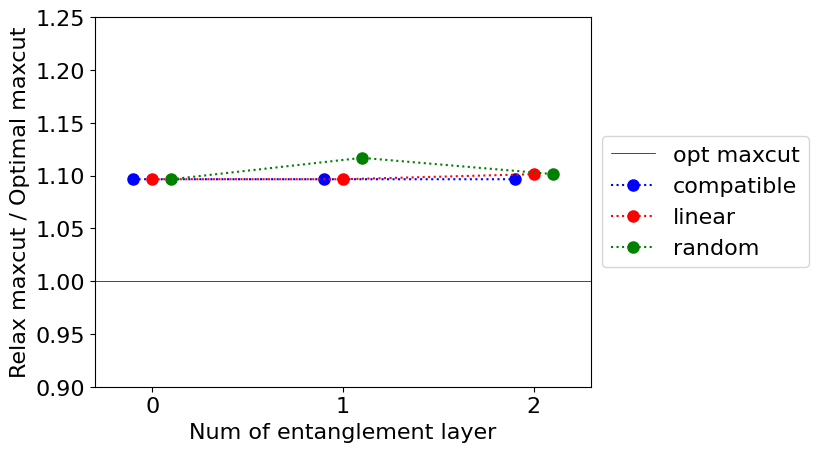 Relax maxcut / Optimal maxcut
1.25
1.20
1.15
1.10
1.05
1.00
0.95
0.90
0
1
2
Num of entanglement layer
opt maxcut
compatible
linear
random